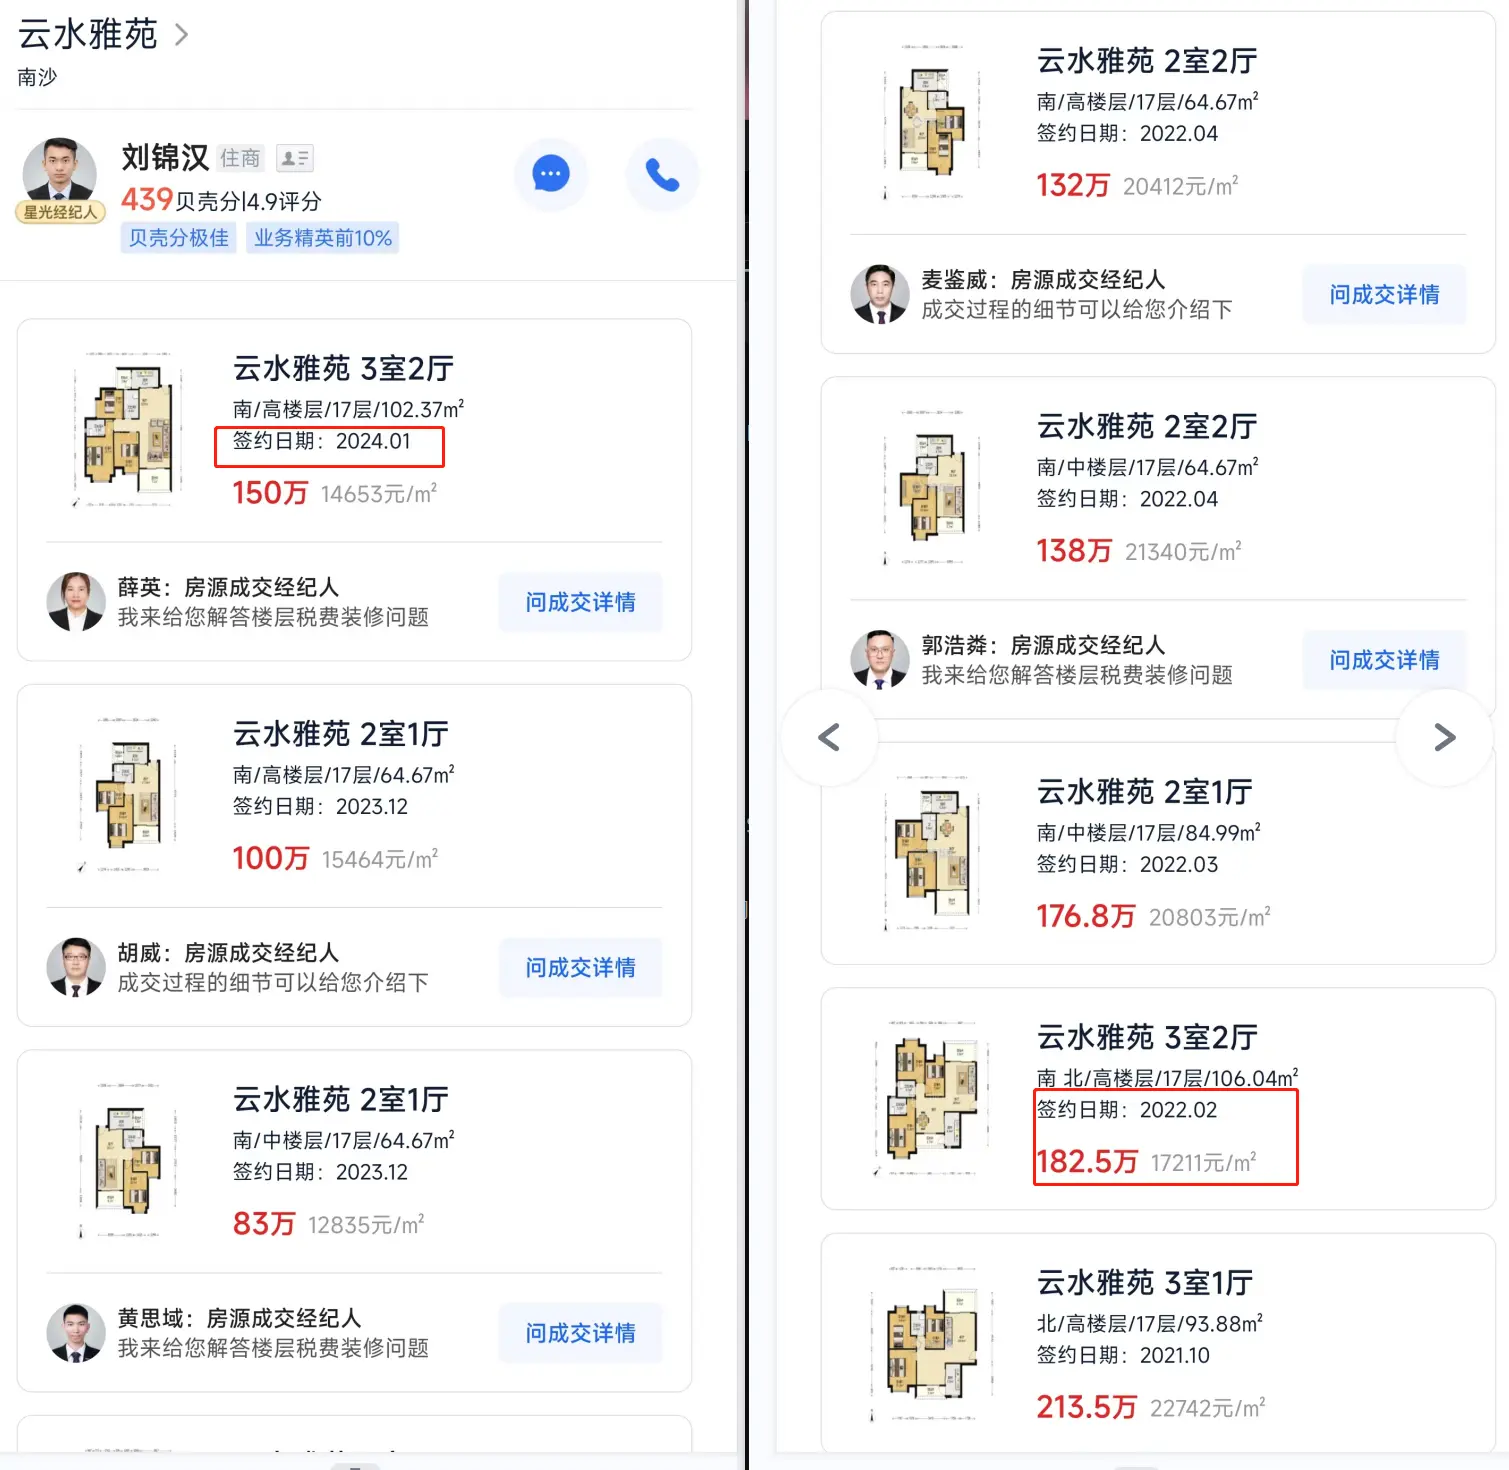 云水雅苑 >
南沙
刘锦汉 住商
439贝壳分|4.9评分
星光经纪人
贝壳分极佳 业务精英前10%
云水雅苑 3室2厅
南/高楼层/17层/102.37m²
签约日期：2024.01
150万 14653元/m²
薛英：房源成交经纪人
我来给您解答楼层税费装修问题
问成交详情
云水雅苑 2室1厅
南/高楼层/17层/64.67m²
签约日期：2023.12
100万 15464元/m²
胡威：房源成交经纪人
成交过程的细节可以给您介绍下
问成交详情
云水雅苑 2室1厅
南/中楼层/17层/64.67m²
签约日期：2023.12
83万 12835元/m²
黄思域：房源成交经纪人
我来给您解答楼层税费装修问题
问成交详情
云水雅苑 2室2厅
南/高楼层/17层/64.67m²
签约日期：2022.04
132万 20412元/m²
麦鉴威：房源成交经纪人
成交过程的细节可以给您介绍下
问成交详情
云水雅苑 2室2厅
南/中楼层/17层/64.67m²
签约日期：2022.04
138万 21340元/m²
郭浩粦：房源成交经纪人
我来给您解答楼层税费装修问题
问成交详情
云水雅苑 2室1厅
南/中楼层/17层/84.99m²
签约日期：2022.03
176.8万 20803元/m²
云水雅苑 3室2厅
南 北/高楼层/17层/106.04m²
签约日期：2022.02
182.5万 17211元/m²
云水雅苑 3室1厅
北/高楼层/17层/93.88m²
签约日期：2021.10
213.5万 22742元/m²